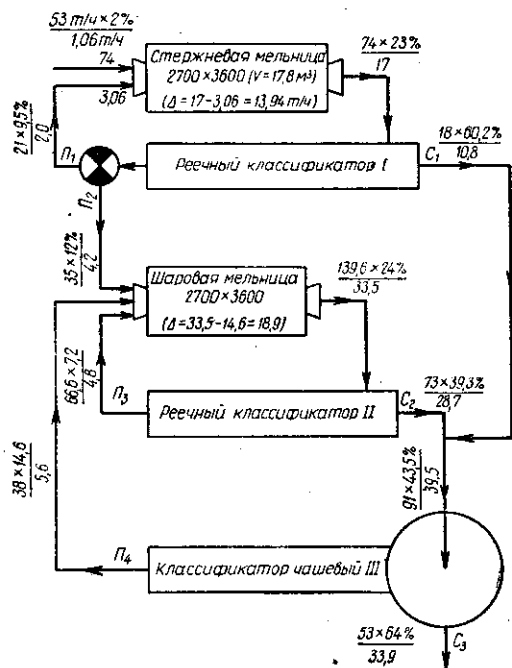 53 т/ч × 2%
1,06 т/ч
74
3,06
Стержневая мельница
2700 × 3600 (V = 17,8 м³)
(Δ = 17 – 3,06 = 13,94 т/ч)
74 × 23%
17
21 × 9,5%
2,0
П₁
Реечный классификатор I
C₁
18 × 60,2%
10,8
П₂
35 × 12%
4,2
Шаровая мельница
2700 × 3600
(Δ = 33,5 – 14,6 = 18,9)
139,6 × 24%
33,5
66,6 × 7,2
4,8
П₃
Реечный классификатор II
C₂
73 × 39,3%
28,7
38 × 14,6
5,6
91 × 43,5%
39,5
П₄
Классификатор чашевый III
53 × 64%
33,9
C₃